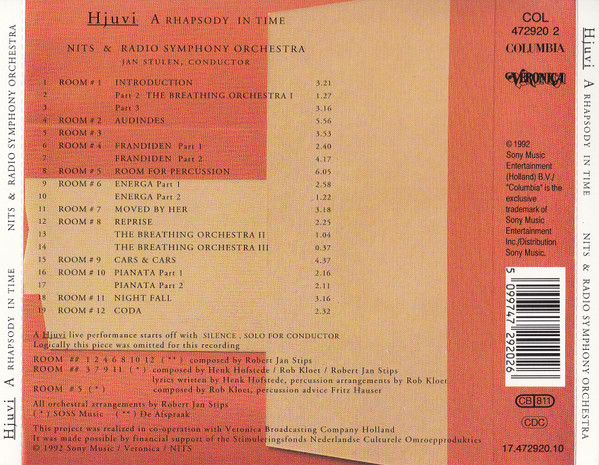 Hjuvi A RHAPSODY IN TIME
NITS & RADIO SYMPHONY ORCHESTRA
JAN STULEN, CONDUCTOR
1 ROOM # 1 INTRODUCTION 3.21
2 Part 2 THE BREATHING ORCHESTRA I 1.27
3 Part 3 3.16
4 ROOM # 2 AUDINDES 5.56
5 ROOM # 3 3.53
6 ROOM # 4 FRANDIDEN Part 1 2.40
7 FRANDIDEN Part 2 4.17
8 ROOM # 5 ROOM FOR PERCUSSION 6.05
9 ROOM # 6 ENERGA Part 1 2.58
10 ENERGA Part 2 1.22
11 ROOM # 7 MOVED BY HER 3.18
12 ROOM # 8 REPRISE 2.25
13 THE BREATHING ORCHESTRA II 1.04
14 THE BREATHING ORCHESTRA III 0.37
15 ROOM # 9 CARS & CARS 4.37
16 ROOM # 10 PIANATA Part 1 2.16
17 PIANATA Part 2 2.11
18 ROOM # 11 NIGHT FALL 3.16
19 ROOM # 12 CODA 2.32
A Hjuvi live performance starts off with SILENCE , SOLO FOR CONDUCTOR
Logically this piece was omitted for this recording
ROOM ## 1 2 4 6 8 10 12 ( ** ) composed by Robert Jan Stips
ROOM ## 3 7 9 11 ( * ) composed by Henk Hofstede / Rob Kloet / Robert Jan Stips
lyrics written by Henk Hofstede, percussion arrangements by Rob Kloet
ROOM # 5 ( * ) composed by Rob Kloet, percussion advice Fritz Hauser
All orchestral arrangements by Robert Jan Stips
( * ) SOSS Music - ( ** ) De Afspraak
This project was realized in co-operation with Veronica Broadcasting Company Holland
It was made possible by financial support of the Stimuleringsfonds Nederlandse Culturele Omroepprodukties
© 1992 Sony Music / Veronica / NITS
COL
472920 2
COLUMBIA
VERONICA
© 1992
Sony Music
Entertainment
(Holland) B.V./
"Columbia" is the
exclusive
trademark of
Sony Music
Entertainment
Inc./Distribution
Sony Music.
5 099747 292026
CB 811
CDC
17.472920.10
Hjuvi A RHAPSODY IN TIME NITS & RADIO SYMPHONY ORCHESTRA
Hjuvi A RHAPSODY IN TIME NITS & RADIO SYMPHONY ORCHESTRA